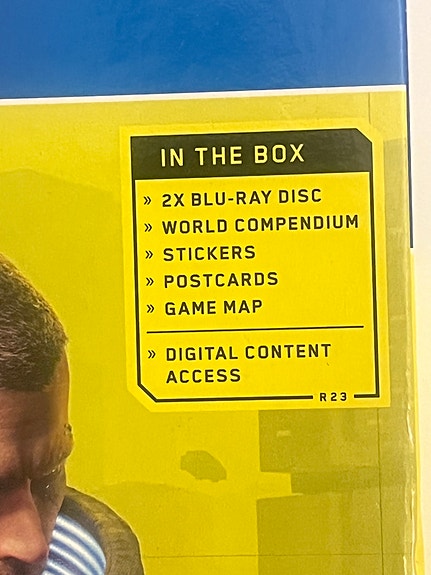 IN THE BOX
» 2X BLU-RAY DISC
» WORLD COMPENDIUM
» STICKERS
» POSTCARDS
» GAME MAP
» DIGITAL CONTENT
ACCESS
R23